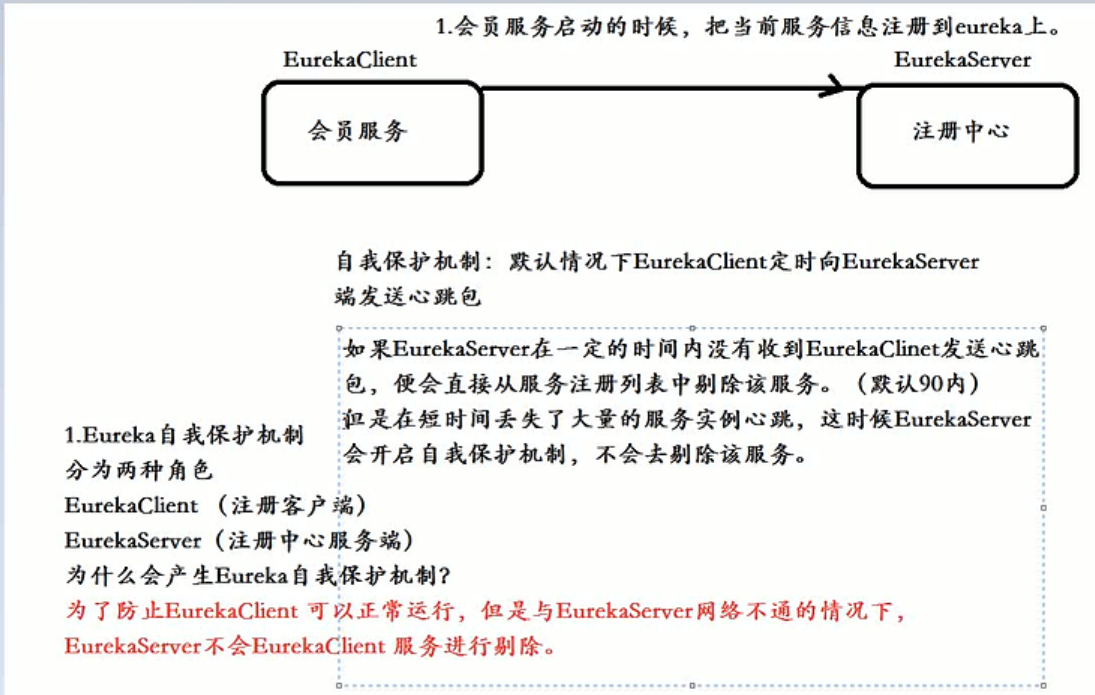 1.会员服务启动的时候，把当前服务信息注册到eureka上。
EurekaClient
EurekaServer
会员服务
注册中心
自我保护机制：默认情况下EurekaClient定时向EurekaServer
端发送心跳包
如果EurekaServer在一定的时间内没有收到EurekaClinet发送心跳
包，便会直接从服务注册列表中剔除该服务。（默认90内）
但是在短时间丢失了大量的服务实例心跳，这时候EurekaServer
会开启自我保护机制，不会去剔除该服务。
1.Eureka自我保护机制
分为两种角色
EurekaClient （注册客户端）
EurekaServer（注册中心服务端）
为什么会产生Eureka自我保护机制？
为了防止EurekaClient 可以正常运行，但是与EurekaServer网络不通的情况下，
EurekaServer不会EurekaClient 服务进行剔除。